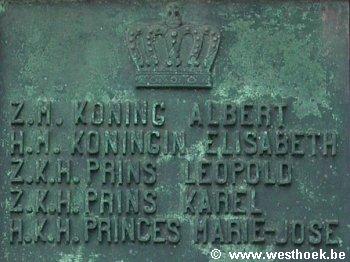 Z.M. KONING ALBERT
H.M. KONINGIN ELISABETH
Z.K.H. PRINS LEOPOLD
Z.K.H. PRINS KAREL
H.K.H. PRINCES MARIE-JOSE
© www.westhoek.be